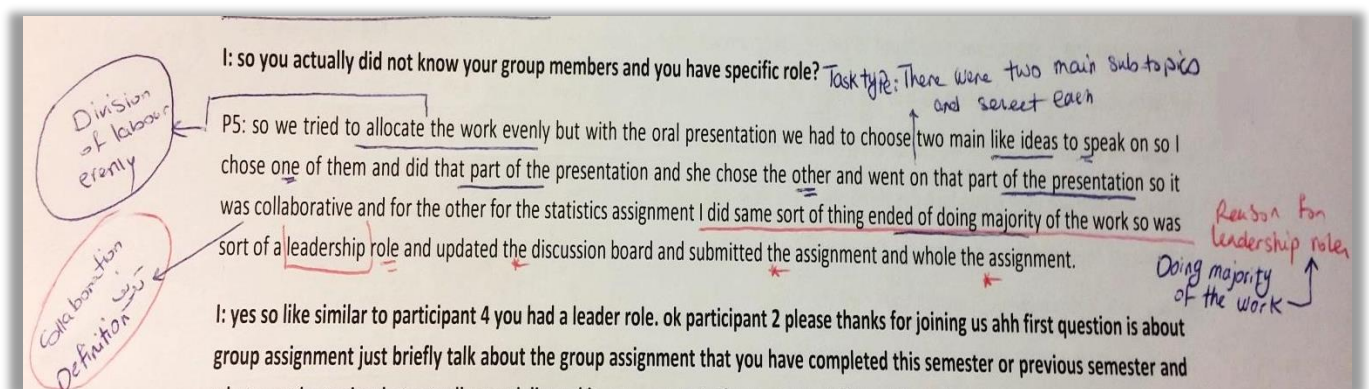 I: so you actually did not know your group members and you have specific role? Task type: There were two main sub topics
and select each
Division
of labour
evenly
P5: so we tried to allocate the work evenly but with the oral presentation we had to choose two main like ideas to speak on so I
chose one of them and did that part of the presentation and she chose the other and went on that part of the presentation so it
was collaborative and for the other for the statistics assignment I did same sort of thing ended of doing majority of the work so was
sort of a leadership role and updated the discussion board and submitted the assignment and whole the assignment.
Reason for
leadership roles
Doing majority
of the work
Collaboration
تعريف
Definition
I: yes so like similar to participant 4 you had a leader role. ok participant 2 please thanks for joining us ahh first question is about
group assignment just briefly talk about the group assignment that you have completed this semester or previous semester and